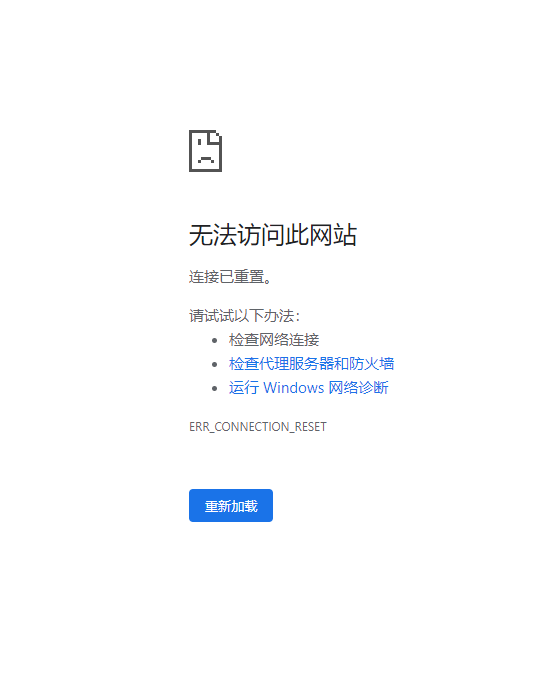 无法访问此网站
连接已重置。
请试试以下办法：
检查网络连接
检查代理服务器和防火墙
运行 Windows 网络诊断
ERR_CONNECTION_RESET
重新加载